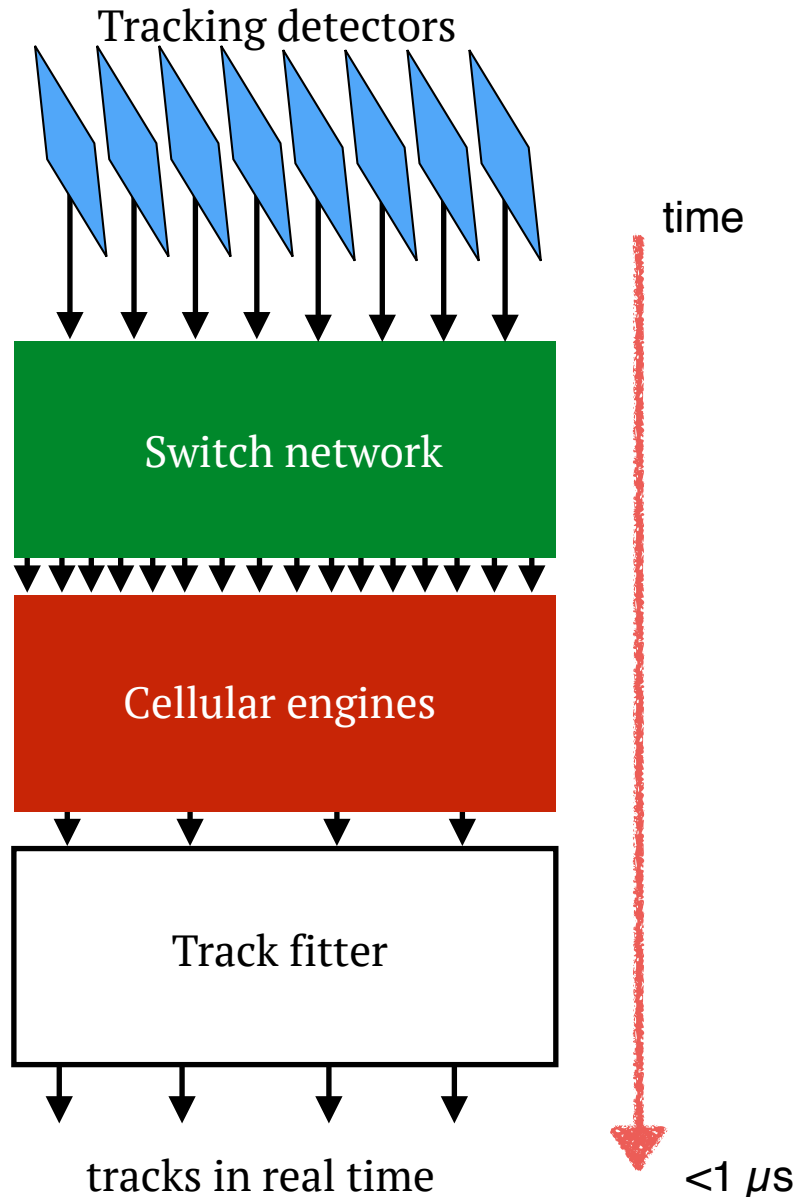 Tracking detectors
time
Switch network
Cellular engines
Track fitter
tracks in real time
<1 µs